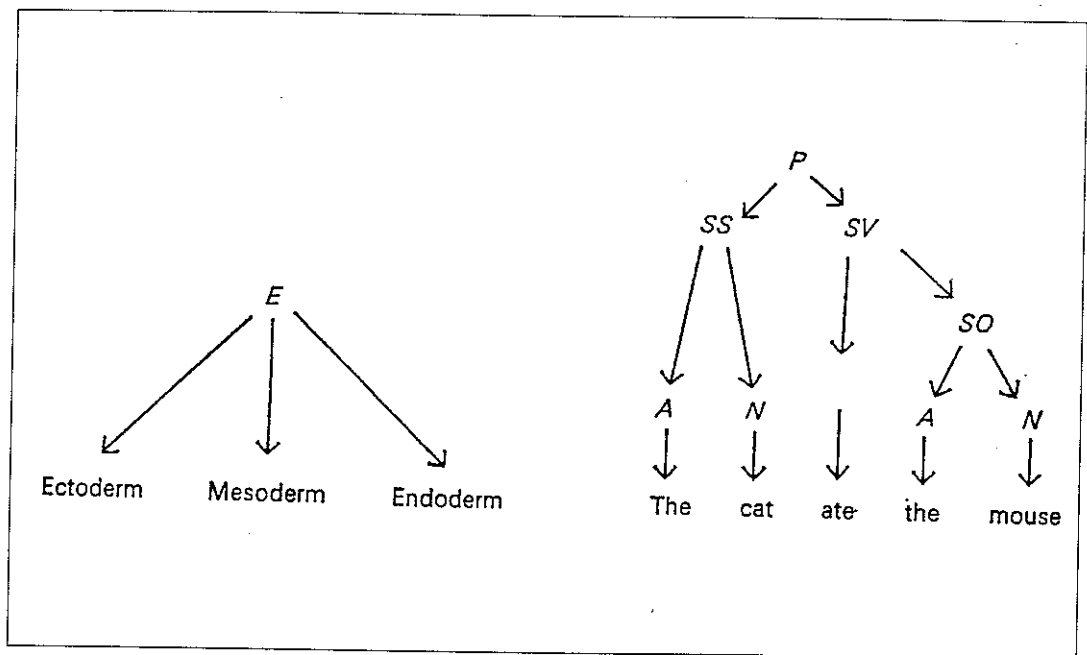 E
Ectoderm Mesoderm Endoderm
P
SS SV
SO
A N A N
The cat ate the mouse